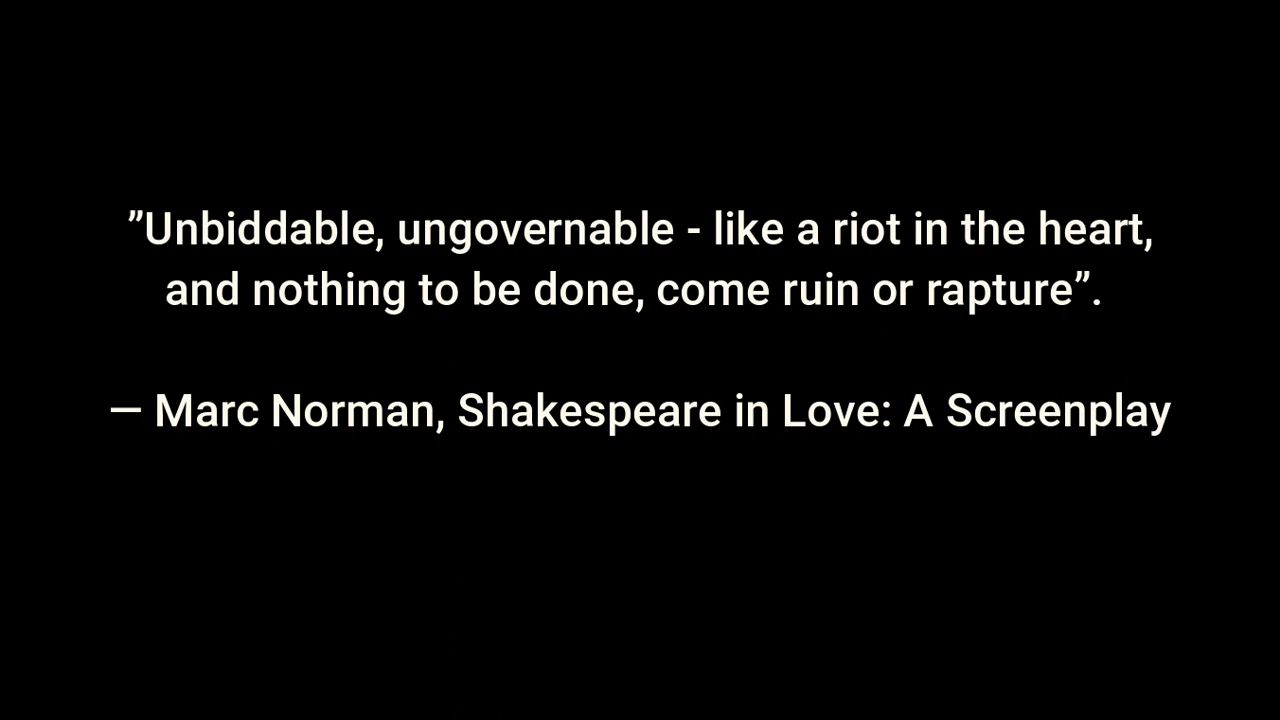 ”Unbiddable, ungovernable - like a riot in the heart,
and nothing to be done, come ruin or rapture”.
— Marc Norman, Shakespeare in Love: A Screenplay